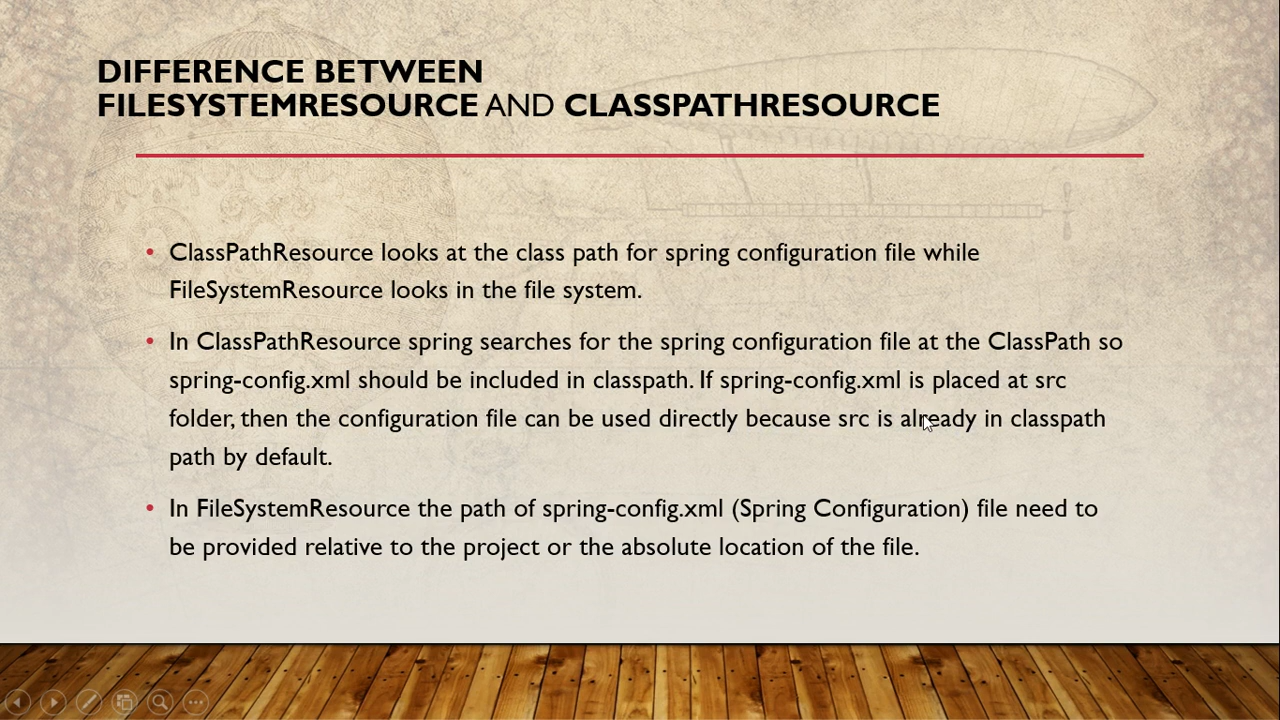 DIFFERENCE BETWEEN
FILESYSTEMRESOURCE AND CLASSPATHRESOURCE
• ClassPathResource looks at the class path for spring configuration file while
FileSystemResource looks in the file system.
• In ClassPathResource spring searches for the spring configuration file at the ClassPath so
spring-config.xml should be included in classpath. If spring-config.xml is placed at src
folder, then the configuration file can be used directly because src is already in classpath
path by default.
• In FileSystemResource the path of spring-config.xml (Spring Configuration) file need to
be provided relative to the project or the absolute location of the file.